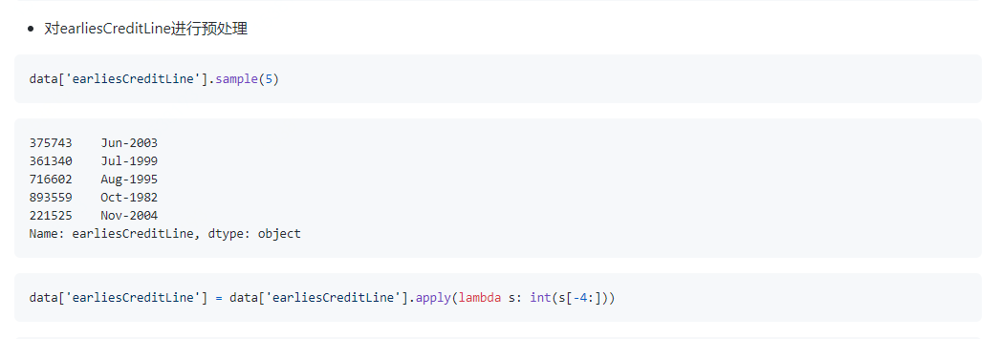 对earliesCreditLine进行预处理
data['earliesCreditLine'].sample(5)
375743    Jun-2003
361340    Jul-1999
716602    Aug-1995
893559    Oct-1982
221525    Nov-2004
Name: earliesCreditLine, dtype: object
data['earliesCreditLine'] = data['earliesCreditLine'].apply(lambda s: int(s[-4:]))